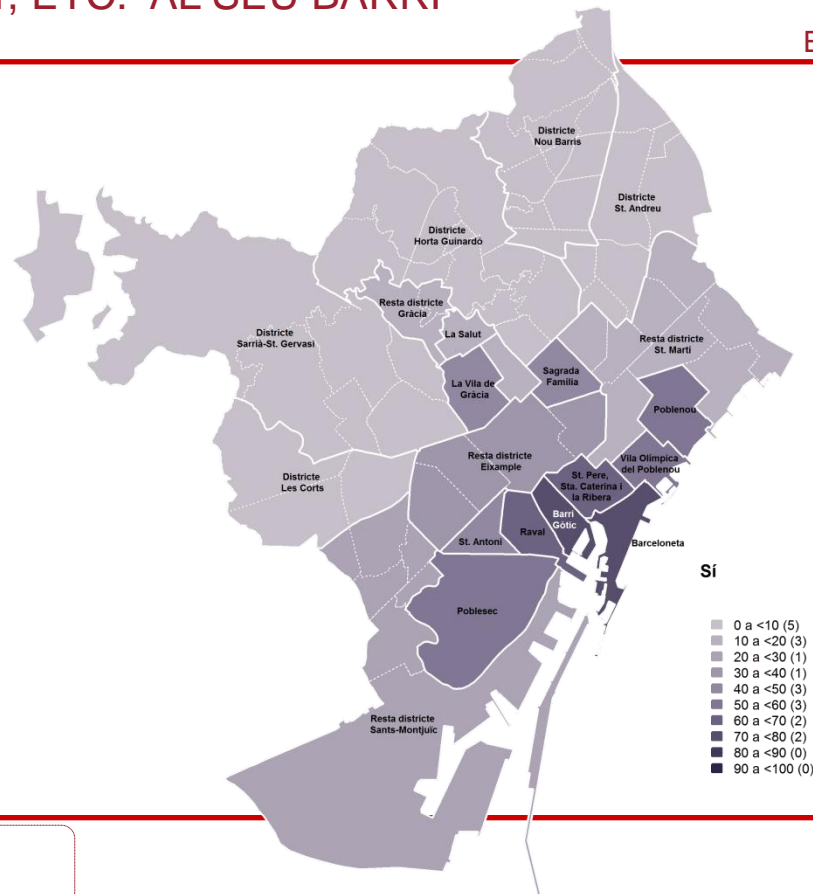 , ETC. AL SEU BARRI
Districte
Nou Barris
Districte
St. Andreu
Districte
Horta Guinardó
Resta districte
Gràcia
La Salut
Districte
Sarrià-St. Gervasi
Resta districte
St. Martí
Sagrada
Família
La Vila de
Gràcia
Poblenou
Resta districte
Eixample
Vila Olímpica
del Poblenou
Districte
Les Corts
St. Pere,
Sta. Caterina i
la Ribera
Barri
Gòtic
Raval
St. Antoni
Barceloneta
Poblesec
Resta districte
Sants-Montjuïc
Sí
0 a <10 (5)
10 a <20 (3)
20 a <30 (1)
30 a <40 (1)
40 a <50 (3)
50 a <60 (3)
60 a <70 (2)
70 a <80 (2)
80 a <90 (0)
90 a <100 (0)